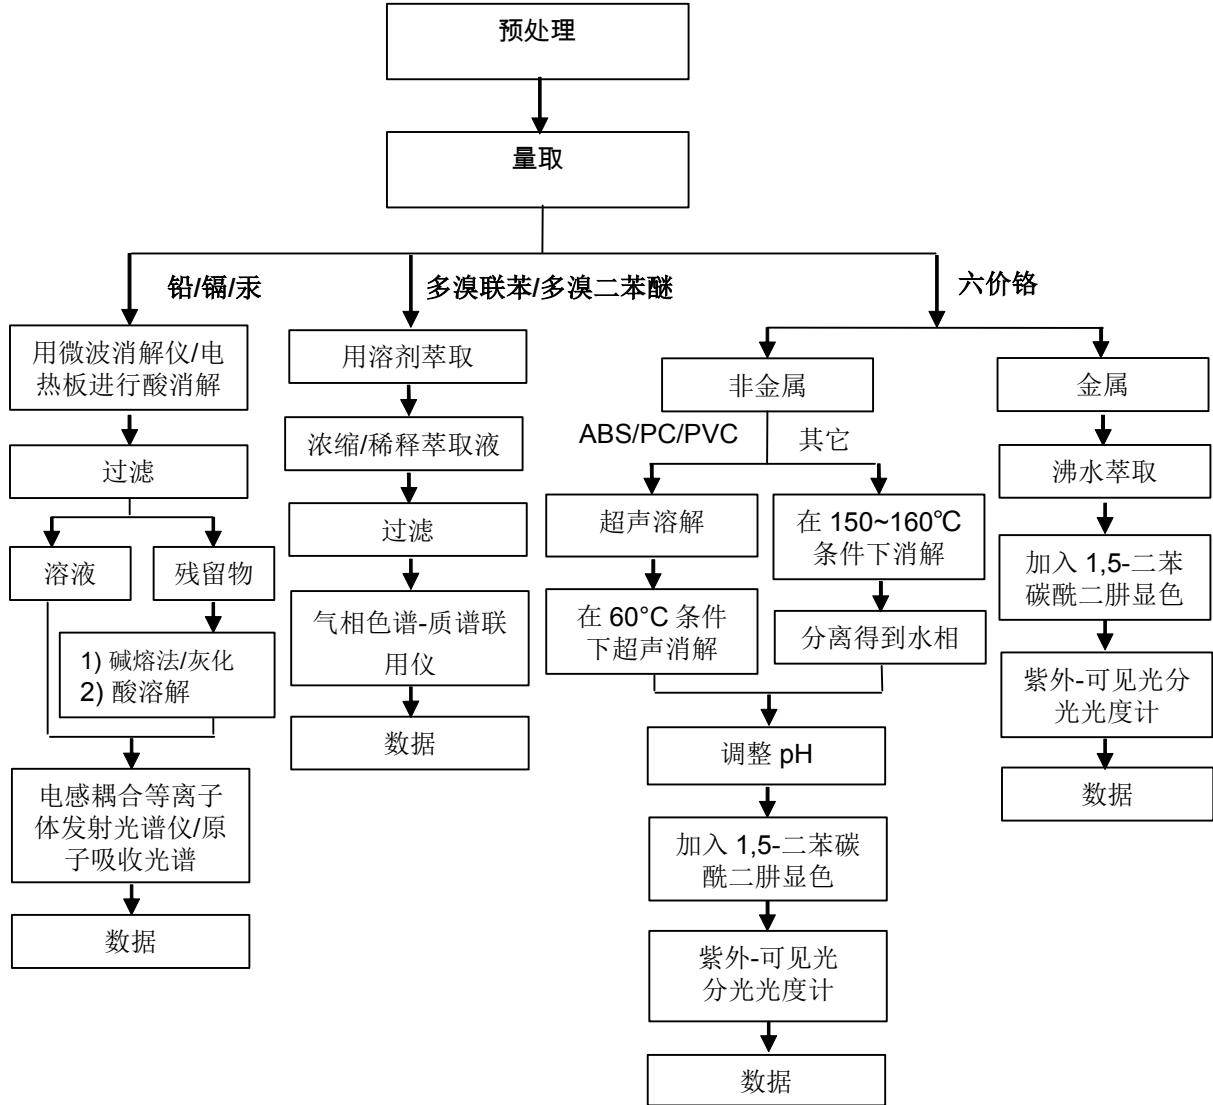 预处理
量取
铅/镉/汞
多溴联苯/多溴二苯醚
六价铬
用微波消解仪/电
热板进行酸消解
过滤
溶液
残留物
1) 碱熔法/灰化
2) 酸溶解
电感耦合等离子
体发射光谱仪/原
子吸收光谱
数据
用溶剂萃取
浓缩/稀释萃取液
过滤
气相色谱-质谱联
用仪
数据
非金属
ABS/PC/PVC
其它
超声溶解
在 60°C 条件
下超声消解
在 150~160℃
条件下消解
分离得到水相
调整 pH
加入 1,5-二苯碳
酰二肼显色
紫外-可见光
分光光度计
数据
金属
沸水萃取
加入 1,5-二苯
碳酰二肼显色
紫外-可见光分
光光度计
数据